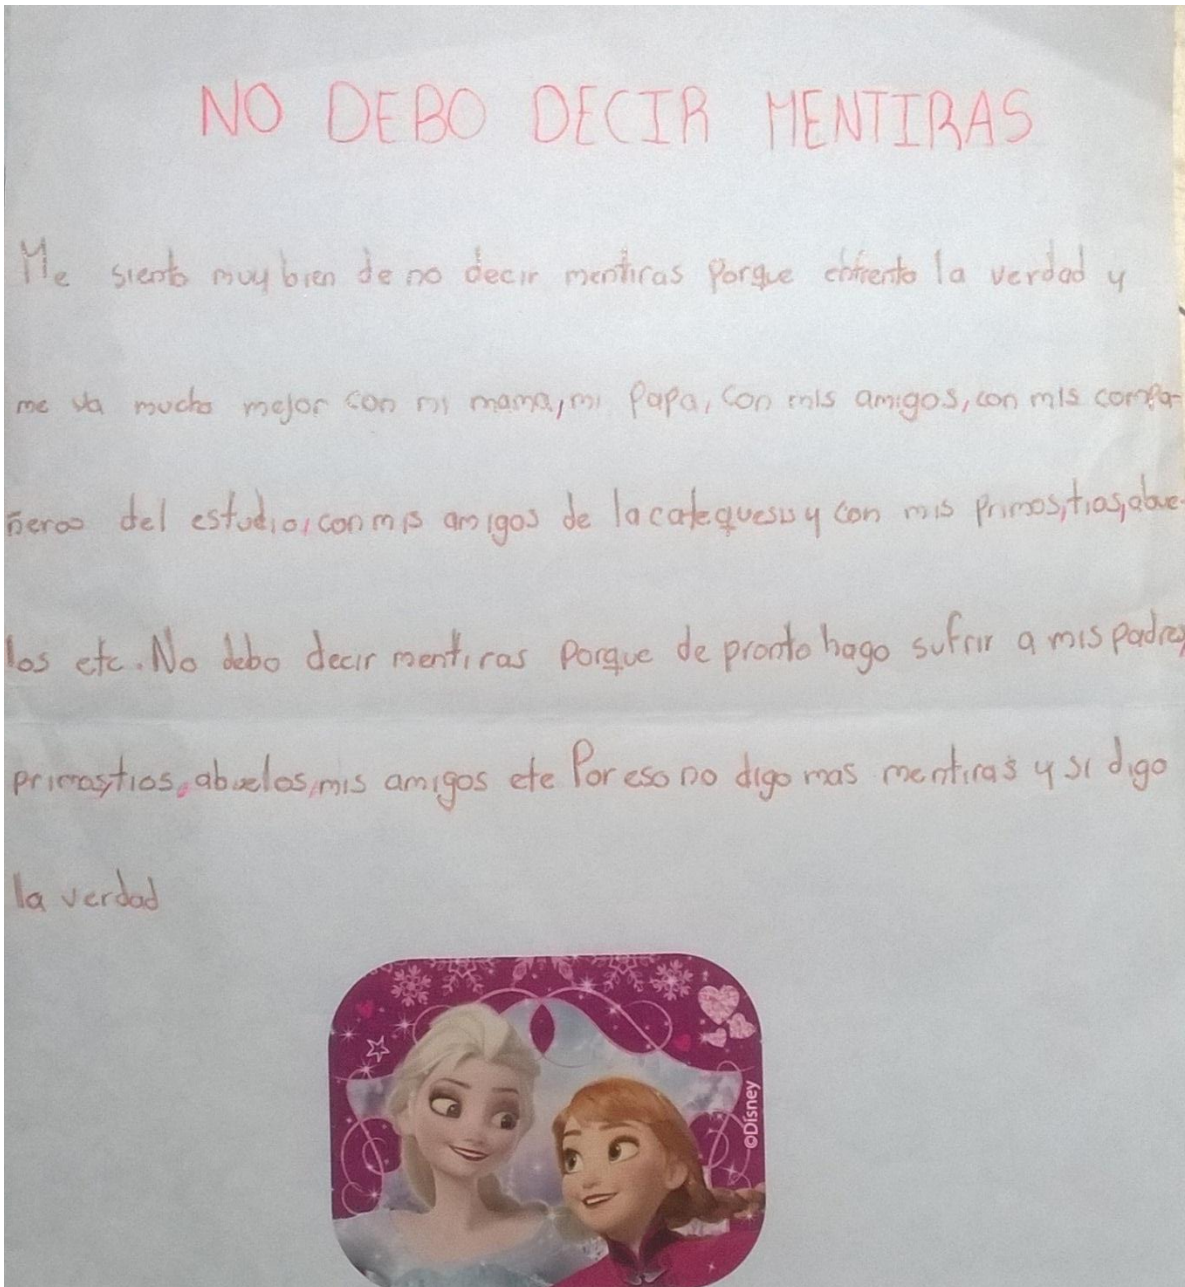 NO DEBO DECIR MENTIRAS
Me siento muy bien de no decir mentiras porque la verdad y
me va mucho mejor con mi mama, mi papa, con mis amigos, con mis compa-
ñeros del estudio, con mis amigos de la catequesis y con mis primos, tios, abue-
los etc. No debo decir mentiras porque de pronto hago sufrir a mis padres,
primos, tios, abuelos, mis amigos etc Por eso no digo mas mentiras y si digo
la verdad
©Disney